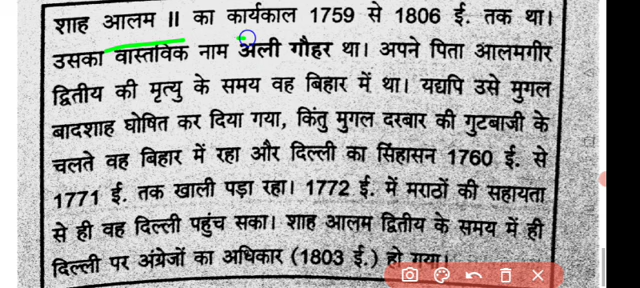 शाह आलम II का कार्यकाल 1759 से 1806 ई. तक था।
उसका वास्तविक नाम अली गौहर था। अपने पिता आलमगीर
द्वितीय की मृत्यु के समय वह बिहार में था। यद्यपि उसे मुगल
बादशाह घोषित कर दिया गया, किंतु मुगल दरबार की गुटबाजी के
चलते वह बिहार में रहा और दिल्ली का सिंहासन 1760 ई. से
1771 ई. तक खाली पड़ा रहा। 1772 ई. में मराठों की सहायता
से ही वह दिल्ली पहुंच सका। शाह आलम द्वितीय के समय में ही
दिल्ली पर अंग्रेजों का अधिकार (1803 ई.) हो गया।